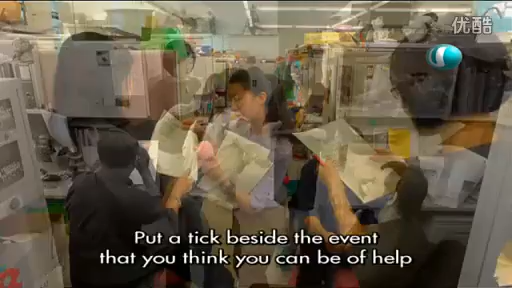 优酷
Put a tick beside the event
that you think you can be of help